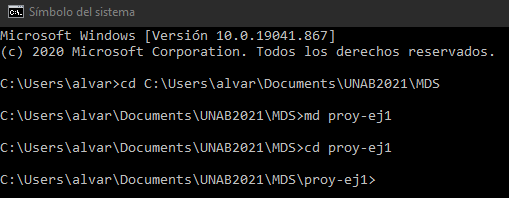 Símbolo del sistema
Microsoft Windows [Versión 10.0.19041.867]
(c) 2020 Microsoft Corporation. Todos los derechos reservados.
C:\Users\alvar>cd C:\Users\alvar\Documents\UNAB2021\MDS
C:\Users\alvar\Documents\UNAB2021\MDS>md proy-ej1
C:\Users\alvar\Documents\UNAB2021\MDS>cd proy-ej1
C:\Users\alvar\Documents\UNAB2021\MDS\proy-ej1>